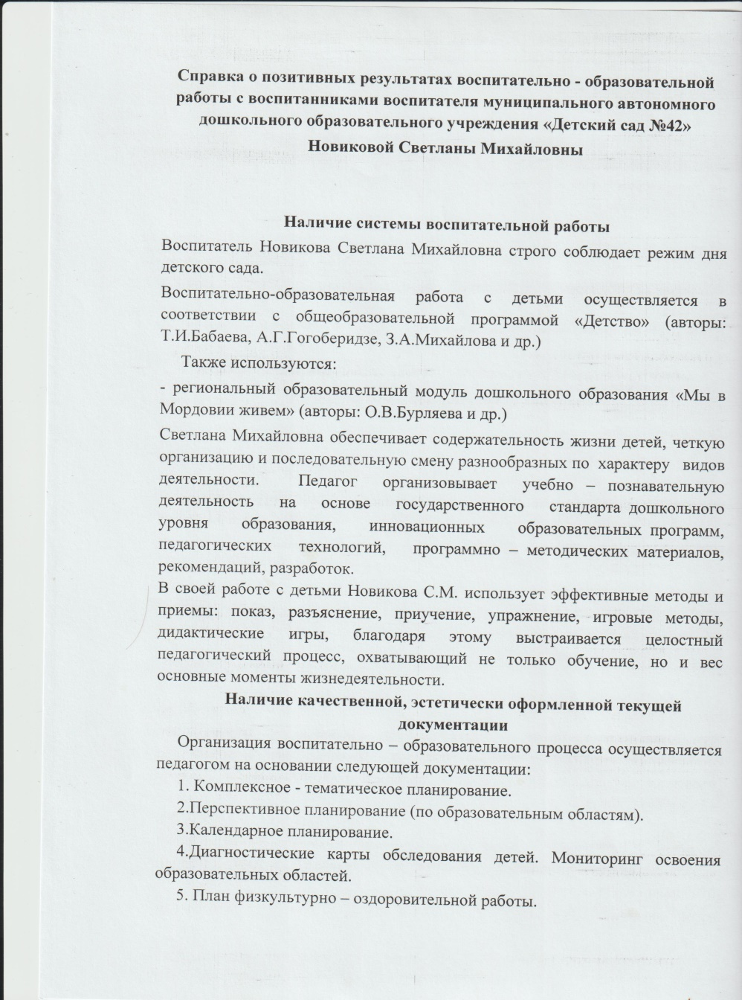 Справка о позитивных результатах воспитательно - образовательной
работы с воспитанниками воспитателя муниципального автономного
дошкольного образовательного учреждения «Детский сад №42»
Новиковой Светланы Михайловны
Наличие системы воспитательной работы
Воспитатель Новикова Светлана Михайловна строго соблюдает режим дня
детского сада.
Воспитательно-образовательная работа с детьми осуществляется в
соответствии с общеобразовательной программой «Детство» (авторы:
Т.И.Бабаева, А.Г.Гогоберидзе, З.А.Михайлова и др.)
Также используются:
- региональный образовательный модуль дошкольного образования «Мы в
Мордовии живем» (авторы: О.В.Бурляева и др.)
Светлана Михайловна обеспечивает содержательность жизни детей, четкую
организацию и последовательную смену разнообразных по характеру видов
деятельности. Педагог организовывает учебно – познавательную
деятельность на основе государственного стандарта дошкольного
уровня образования, инновационных образовательных программ,
педагогических технологий, программно – методических материалов,
рекомендаций, разработок.
В своей работе с детьми Новикова С.М. использует эффективные методы и
приемы: показ, разъяснение, приучение, упражнение, игровые методы,
дидактические игры, благодаря этому выстраивается целостный
педагогический процесс, охватывающий не только обучение, но и вес
основные моменты жизнедеятельности.
Наличие качественной, эстетически оформленной текущей
документации
Организация воспитательно – образовательного процесса осуществляется
педагогом на основании следующей документации:
1. Комплексное - тематическое планирование.
2.Перспективное планирование (по образовательным областям).
3.Календарное планирование.
4.Диагностические карты обследования детей. Мониторинг освоения
образовательных областей.
5. План физкультурно – оздоровительной работы.